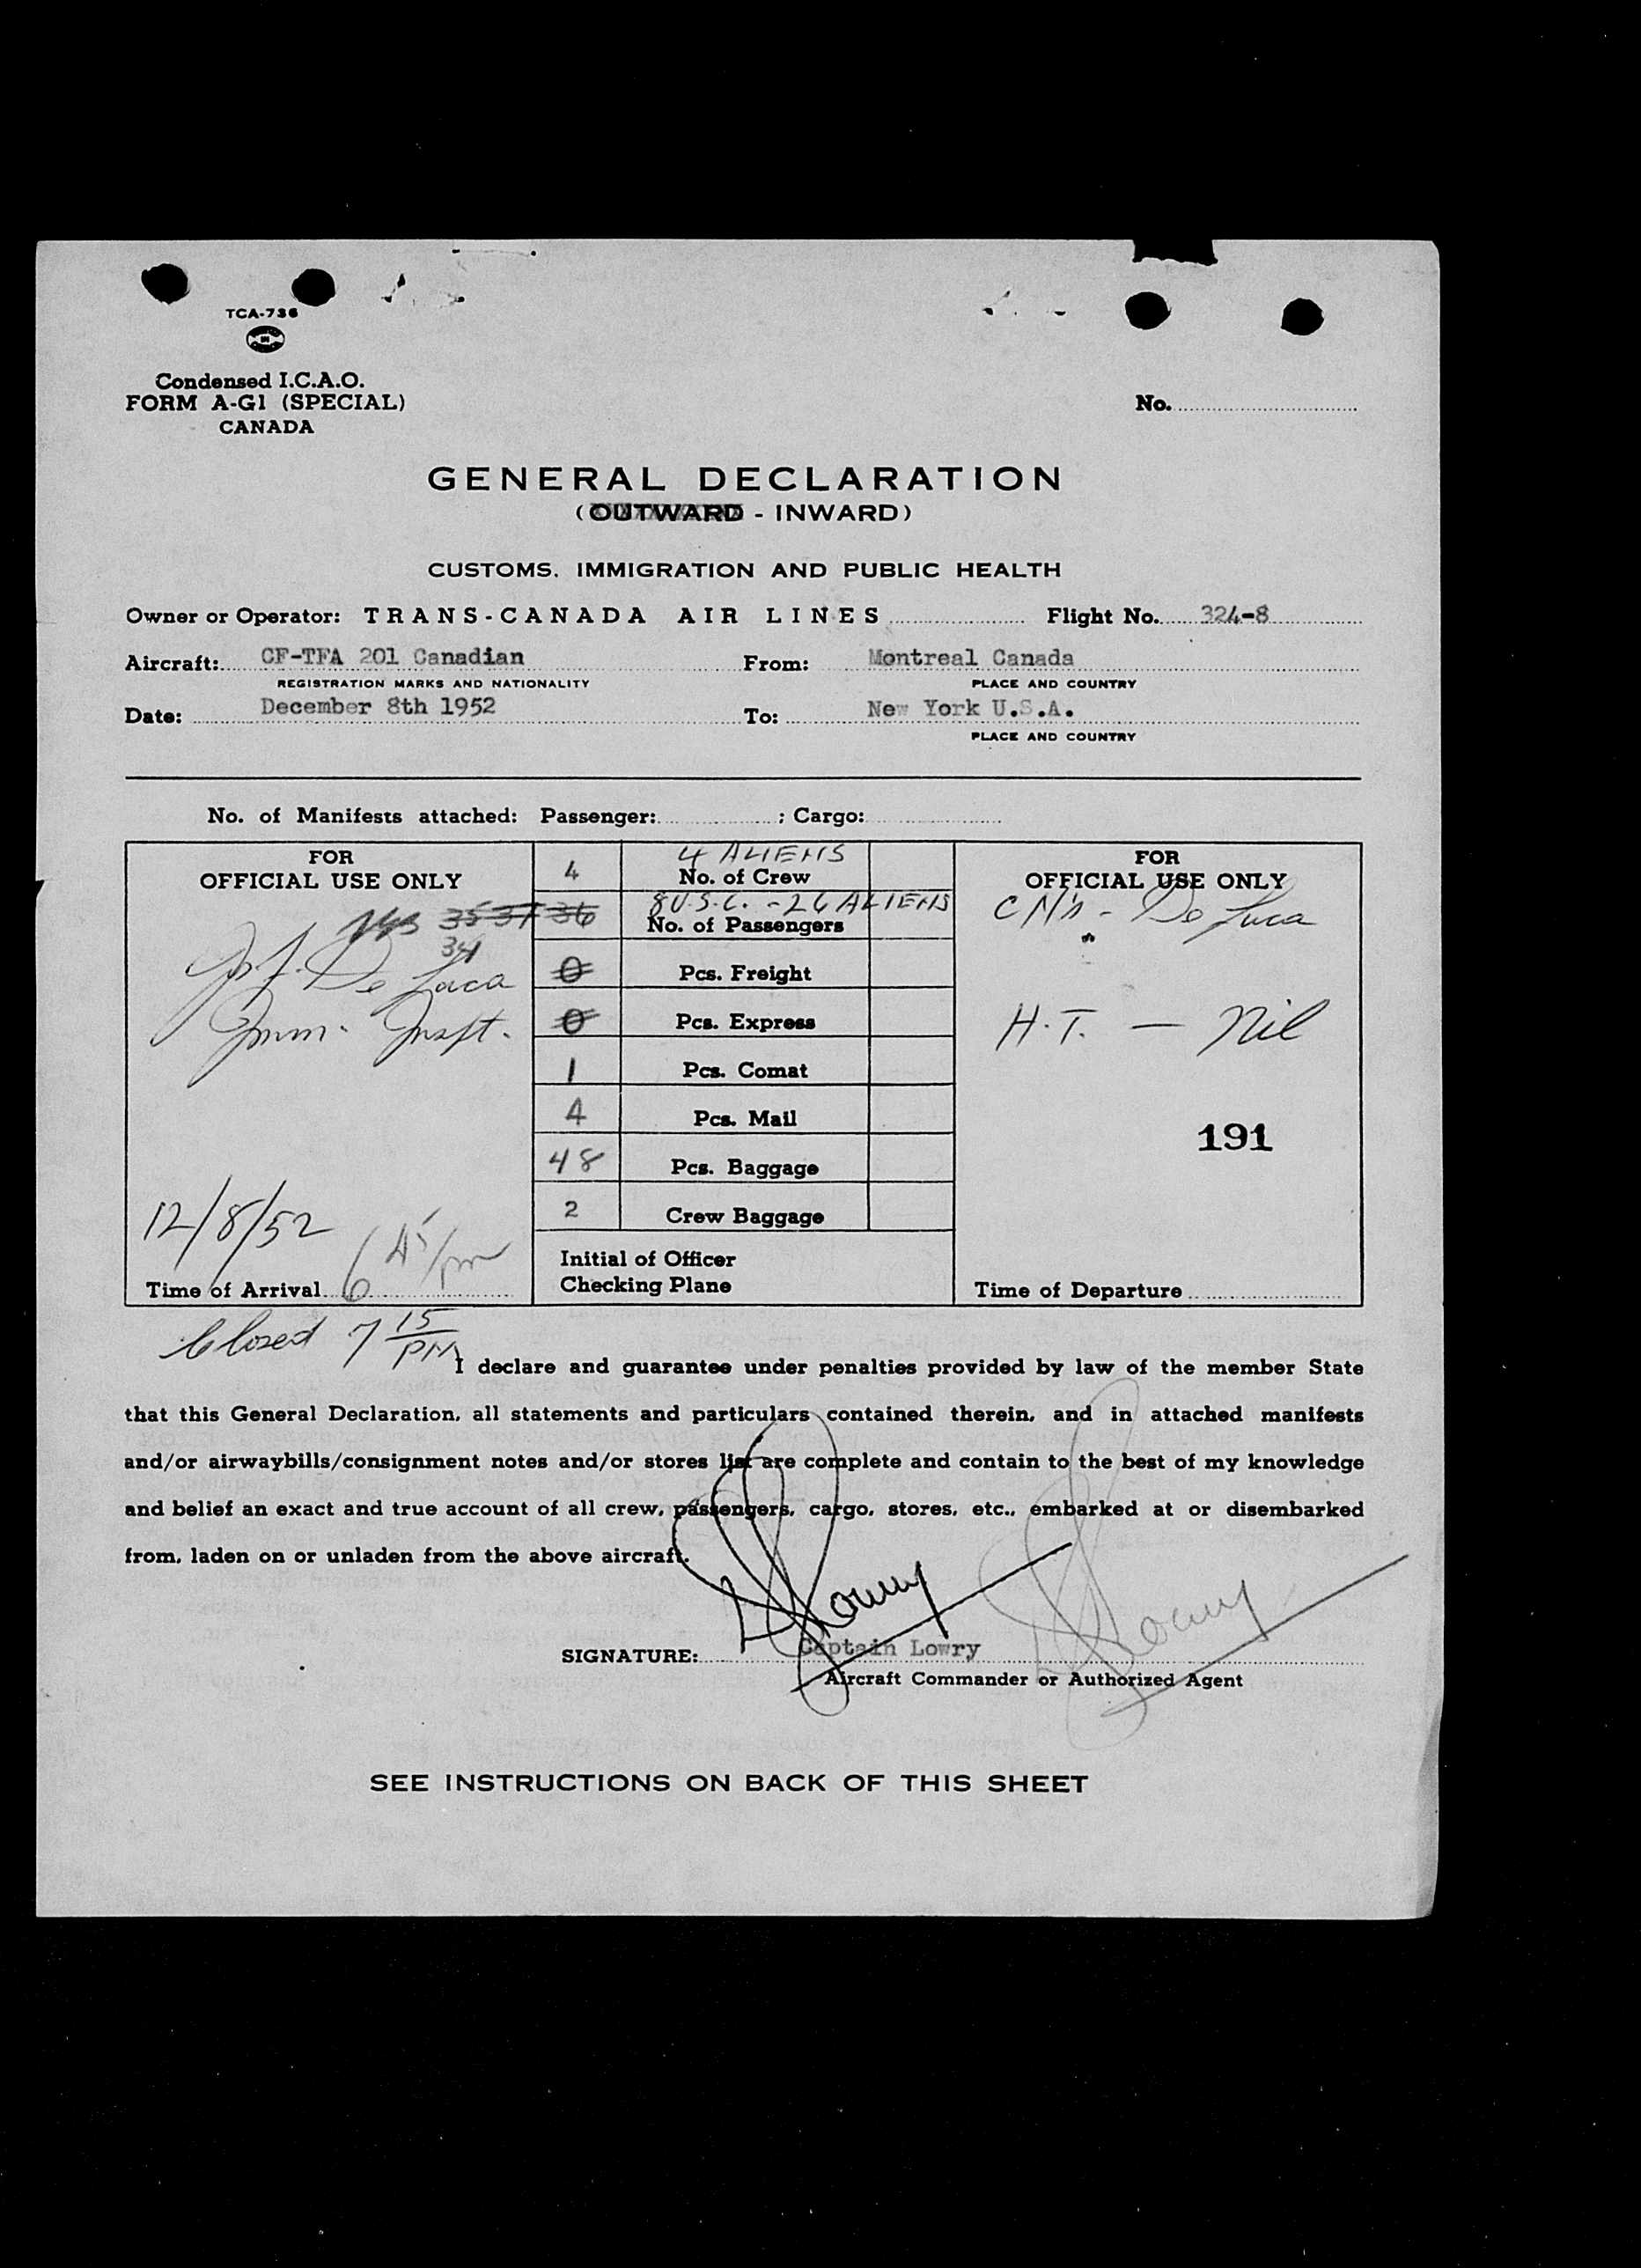 TCA-736
Condensed I.C.A.O.
FORM A-G1 (SPECIAL)
CANADA
No.
GENERAL DECLARATION
(OUTWARD - INWARD)
CUSTOMS, IMMIGRATION AND PUBLIC HEALTH
Owner or Operator: TRANS-CANADA AIR LINES Flight No. 324-8
Aircraft: CF-TFA 201 Canadian From: Montreal Canada
REGISTRATION MARKS AND NATIONALITY PLACE AND COUNTRY
Date: December 8th 1952 To: New York U.S.A.
PLACE AND COUNTRY
No. of Manifests attached: Passenger: ; Cargo:
FOR
OFFICIAL USE ONLY
35 37 36
34
De Luca
Imm. Inspt.
12/8/52
Time of Arrival 6 45/pm
4 4 ALIENS
No. of Crew
8 U.S.C. - 26 ALIENS
No. of Passengers
0 Pcs. Freight
0 Pcs. Express
1 Pcs. Comat
4 Pcs. Mail
48 Pcs. Baggage
2 Crew Baggage
Initial of Officer
Checking Plane
FOR
OFFICIAL USE ONLY
De Luca
H.T. — Nil
191
Time of Departure
Closed 7 15
PM
I declare and guarantee under penalties provided by law of the member State
that this General Declaration, all statements and particulars contained therein, and in attached manifests
and/or airwaybills/consignment notes and/or stores list are complete and contain to the best of my knowledge
and belief an exact and true account of all crew, passengers, cargo, stores, etc., embarked at or disembarked
from, laden on or unladen from the above aircraft.
Lowry Lowry
SIGNATURE: Captain Lowry
Aircraft Commander or Authorized Agent
SEE INSTRUCTIONS ON BACK OF THIS SHEET